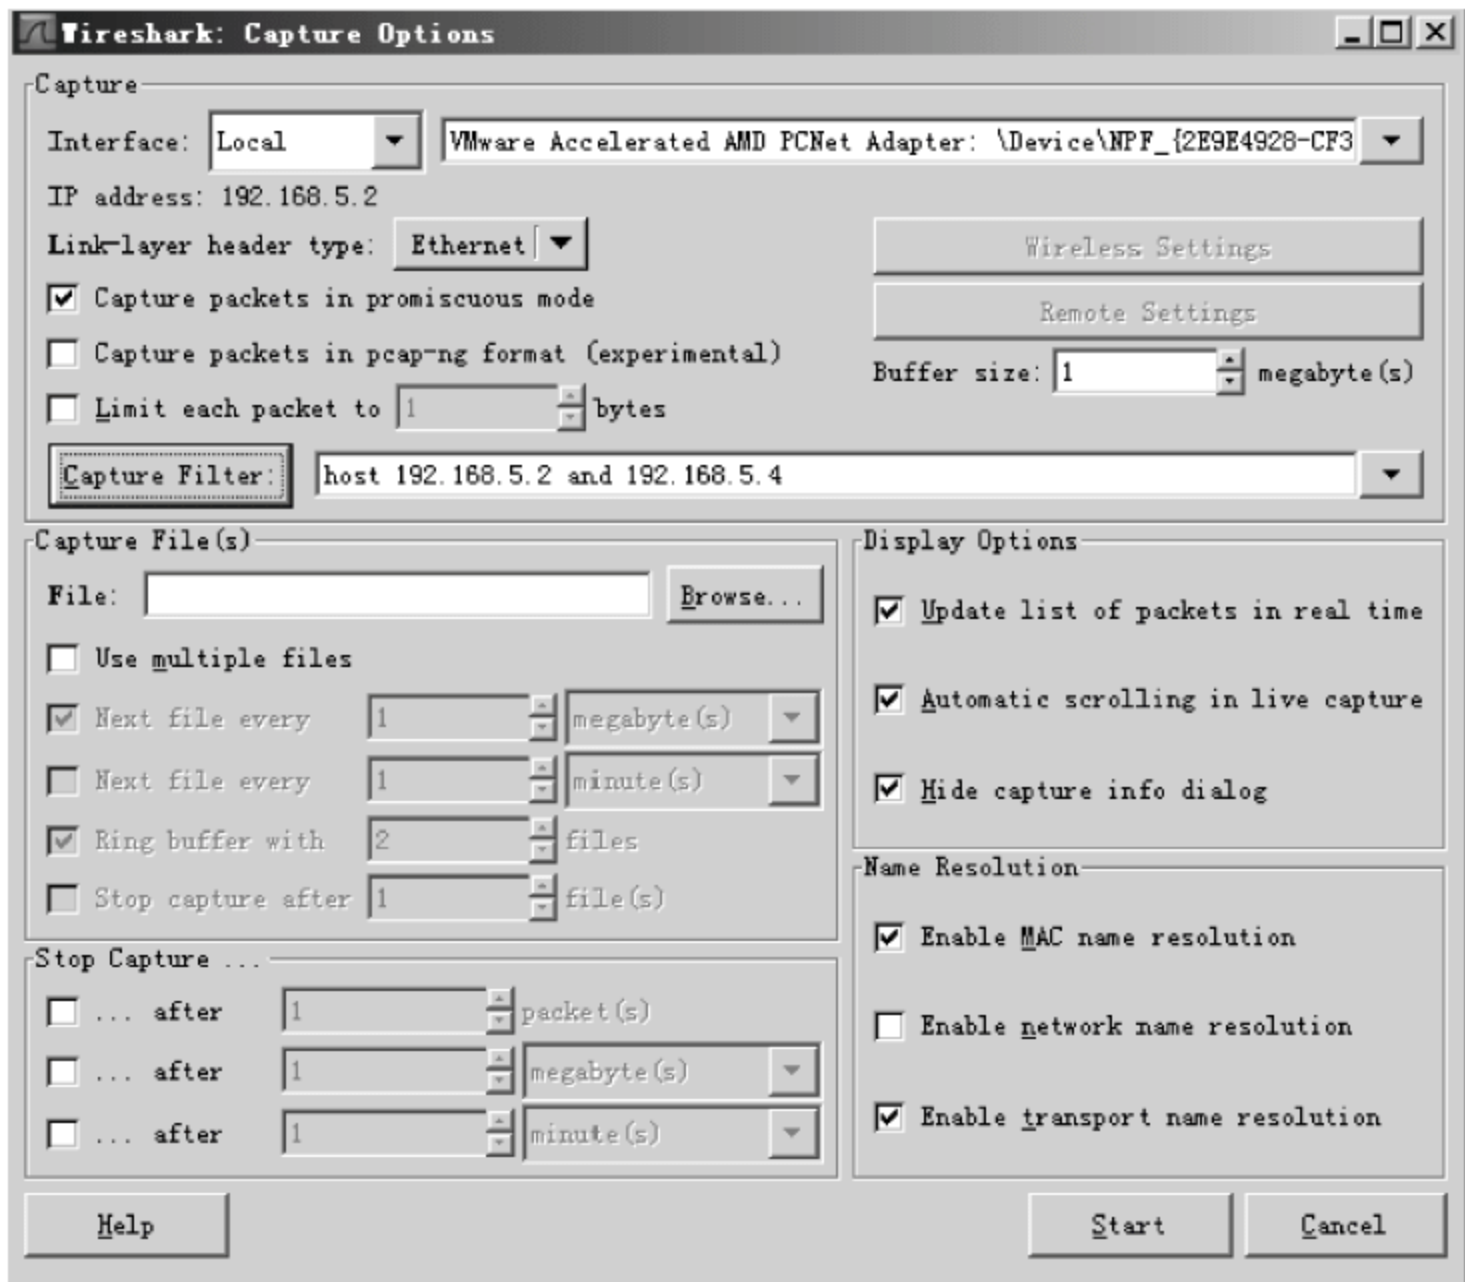 Wireshark: Capture Options
Capture
Interface: Local VMware Accelerated AMD PCNet Adapter: \Device\NPF_{2E9E4928-CF3
IP address: 192.168.5.2
Link-layer header type: Ethernet Wireless Settings
Capture packets in promiscuous mode
Remote Settings
Capture packets in pcap-ng format (experimental)
Buffer size: 1 megabyte(s)
Limit each packet to 1 bytes
Capture Filter: host 192.168.5.2 and 192.168.5.4
Capture File(s)
File: Browse...
Use multiple files
Next file every 1 megabyte(s)
Next file every 1 minute(s)
Ring buffer with 2 files
Stop capture after 1 file(s)
Stop Capture ...
... after 1 packet(s)
... after 1 megabyte(s)
... after 1 minute(s)
Display Options
Update list of packets in real time
Automatic scrolling in live capture
Hide capture info dialog
Name Resolution
Enable MAC name resolution
Enable network name resolution
Enable transport name resolution
Help Start Cancel